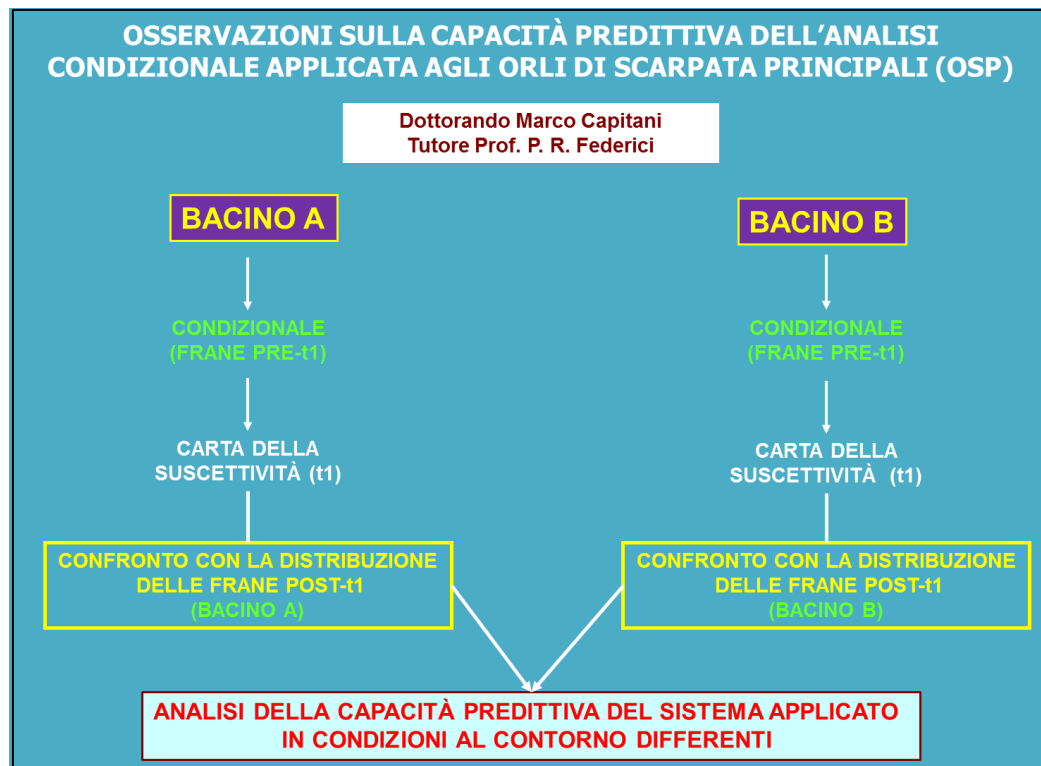 OSSERVAZIONI SULLA CAPACITÀ PREDITTIVA DELL'ANALISI
CONDIZIONALE APPLICATA AGLI ORLI DI SCARPATA PRINCIPALI (OSP)
Dottorando Marco Capitani
Tutore Prof. P. R. Federici
BACINO A
CONDIZIONALE
(FRANE PRE-t1)
CARTA DELLA
SUSCETTIVITÀ (t1)
CONFRONTO CON LA DISTRIBUZIONE
DELLE FRANE POST-t1
(BACINO A)
BACINO B
CONDIZIONALE
(FRANE PRE-t1)
CARTA DELLA
SUSCETTIVITÀ (t1)
CONFRONTO CON LA DISTRIBUZIONE
DELLE FRANE POST-t1
(BACINO B)
ANALISI DELLA CAPACITÀ PREDITTIVA DEL SISTEMA APPLICATO
IN CONDIZIONI AL CONTORNO DIFFERENTI